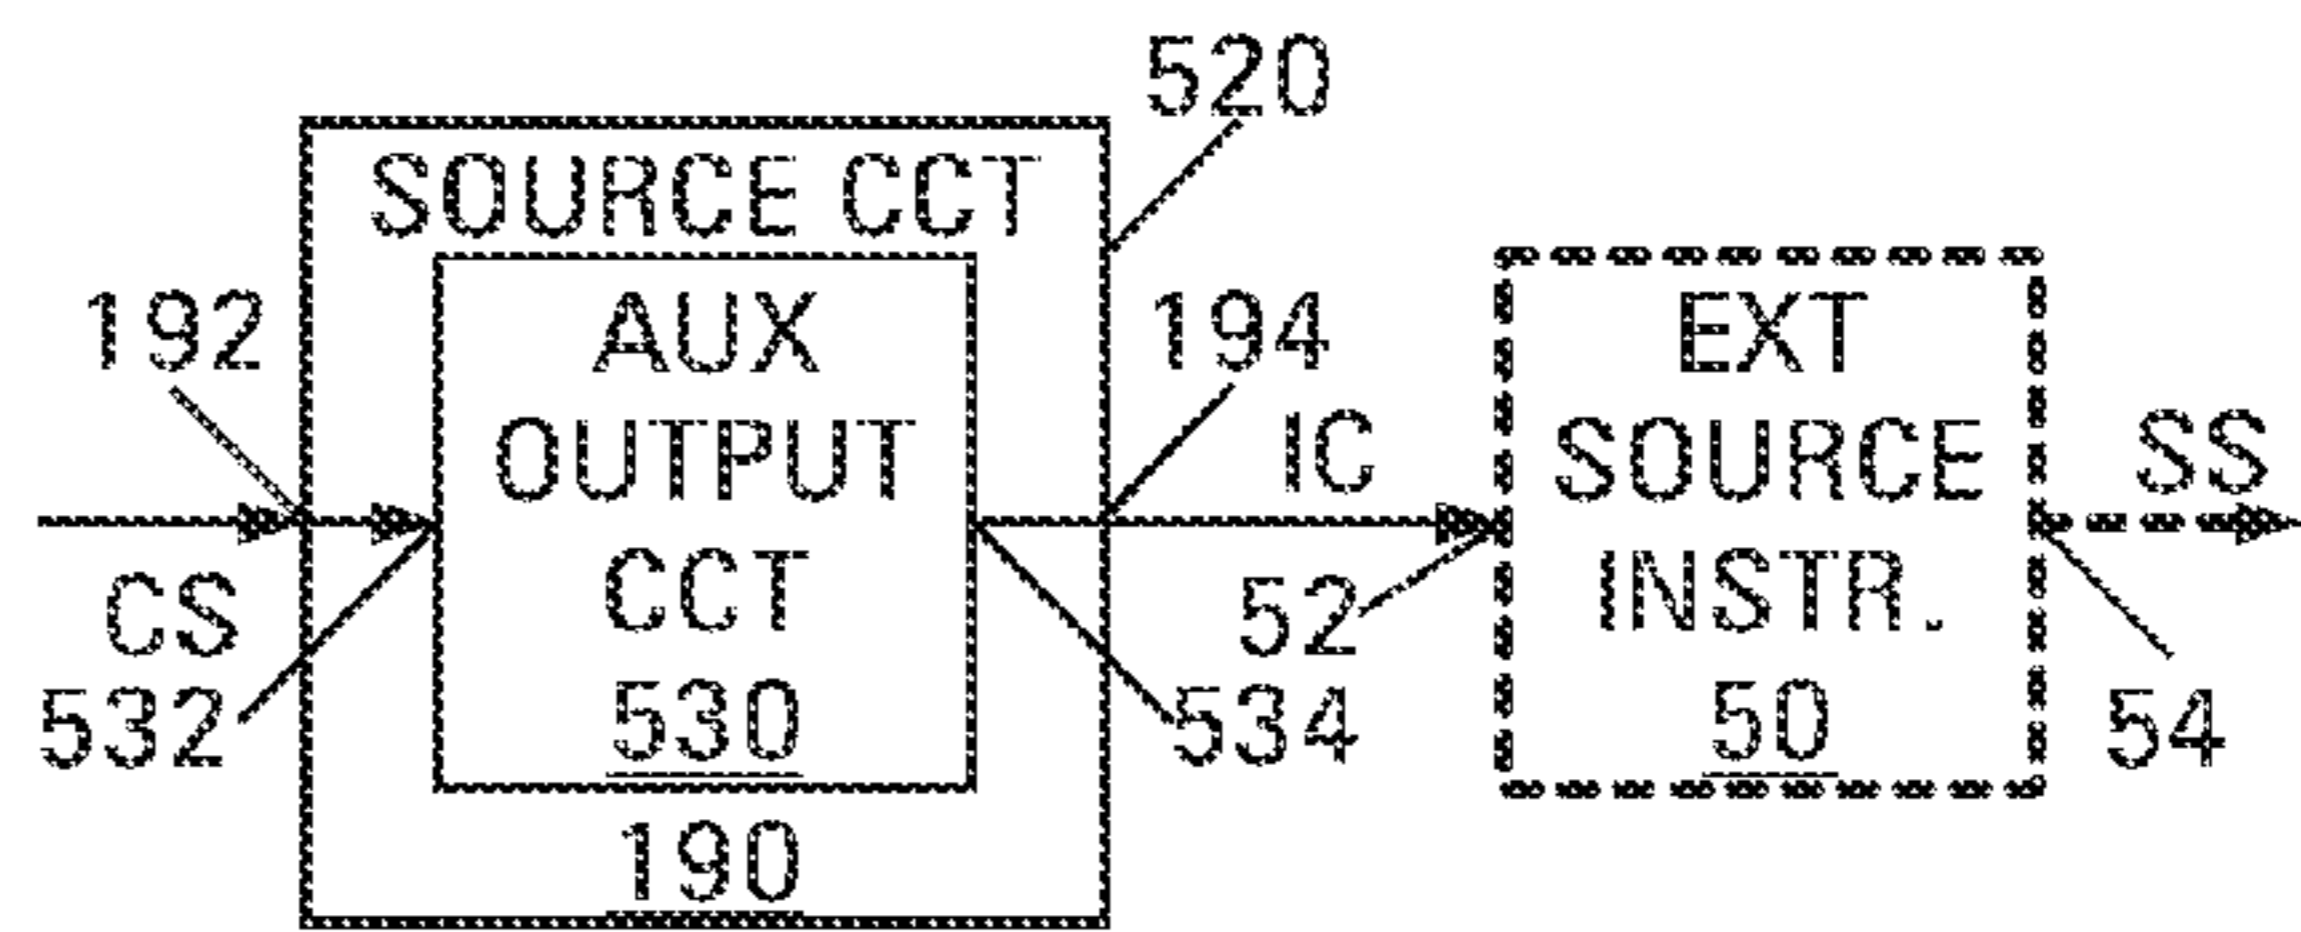 520
SOURCE CCT
192
AUX
OUTPUT
CCT
530
190
194
IC
CS
532
534
52
EXT
SOURCE
INSTR.
50
SS
54